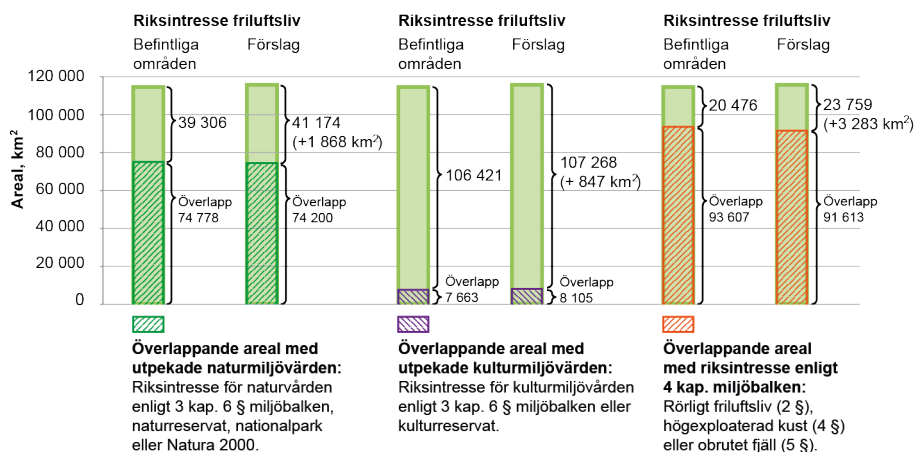 Riksintresse friluftsliv
Befintliga
områden
Förslag
Riksintresse friluftsliv
Befintliga
områden
Förslag
Riksintresse friluftsliv
Befintliga
områden
Förslag
Areal, km²
120 000
100 000
80 000
60 000
40 000
20 000
0
39 306
Överlapp
74 778
41 174
(+1 868 km²)
Överlapp
74 200
106 421
Överlapp
7 663
107 268
(+ 847 km²)
Överlapp
8 105
20 476
Överlapp
93 607
23 759
(+3 283 km²)
Överlapp
91 613
Överlappande areal med
utpekade naturmiljövärden:
Riksintresse för naturvården
enligt 3 kap. 6 § miljöbalken,
naturreservat, nationalpark
eller Natura 2000.
Överlappande areal med
utpekade kulturmiljövärden:
Riksintresse för kulturmiljövården
enligt 3 kap. 6 § miljöbalken eller
kulturreservat.
Överlappande areal
med riksintresse enligt
4 kap. miljöbalken:
Rörligt friluftsliv (2 §),
högexploaterad kust (4 §)
eller obrutet fjäll (5 §).